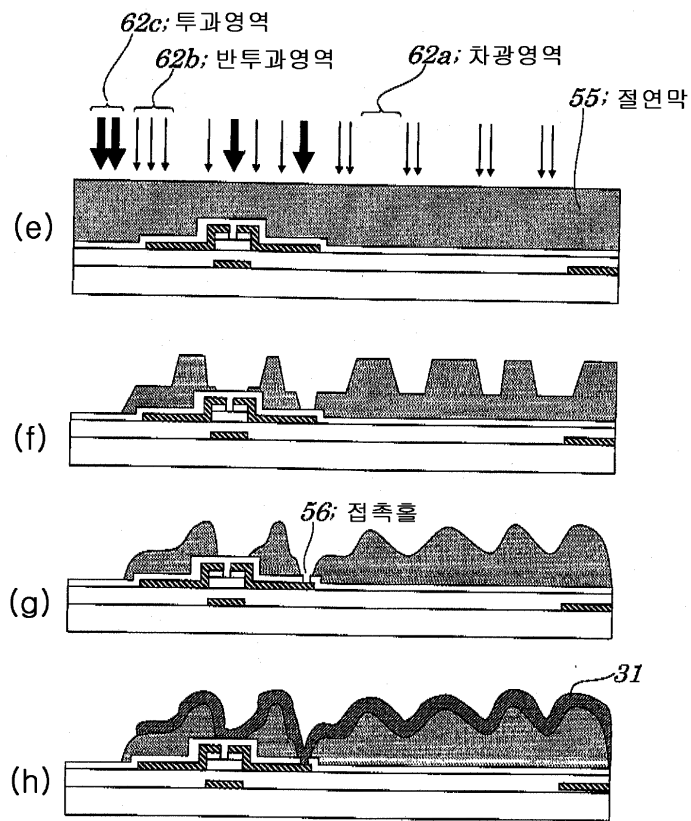 62c; 투과영역
62b; 반투과영역
62a; 차광영역
55; 절연막
(e)
(f)
56; 접촉홀
(g)
31
(h)